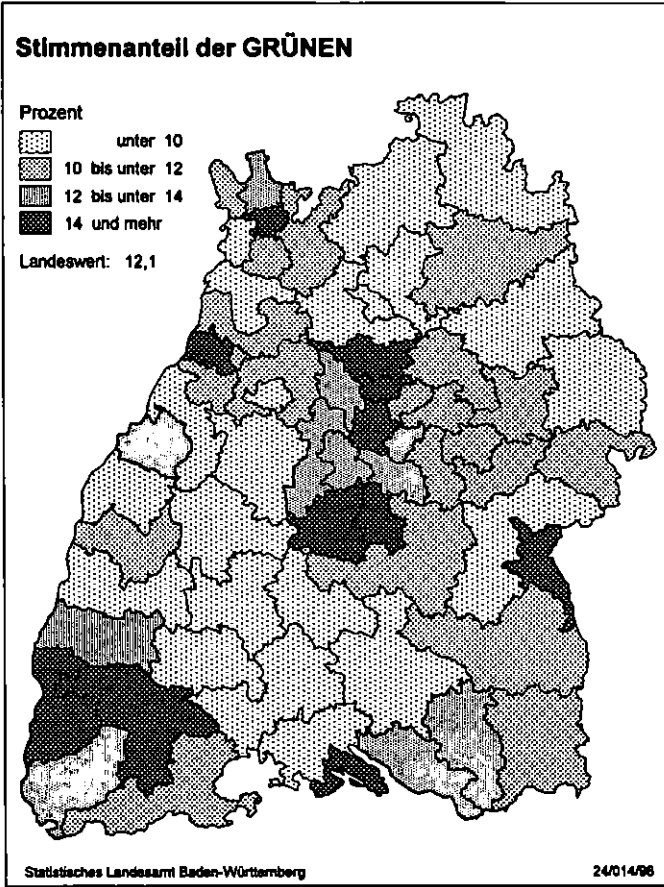 Stimmenanteil der GRÜNEN
Prozent
unter 10
10 bis unter 12
12 bis unter 14
14 und mehr
Landeswert: 12,1
Statistisches Landesamt Baden-Württemberg
24/014/96